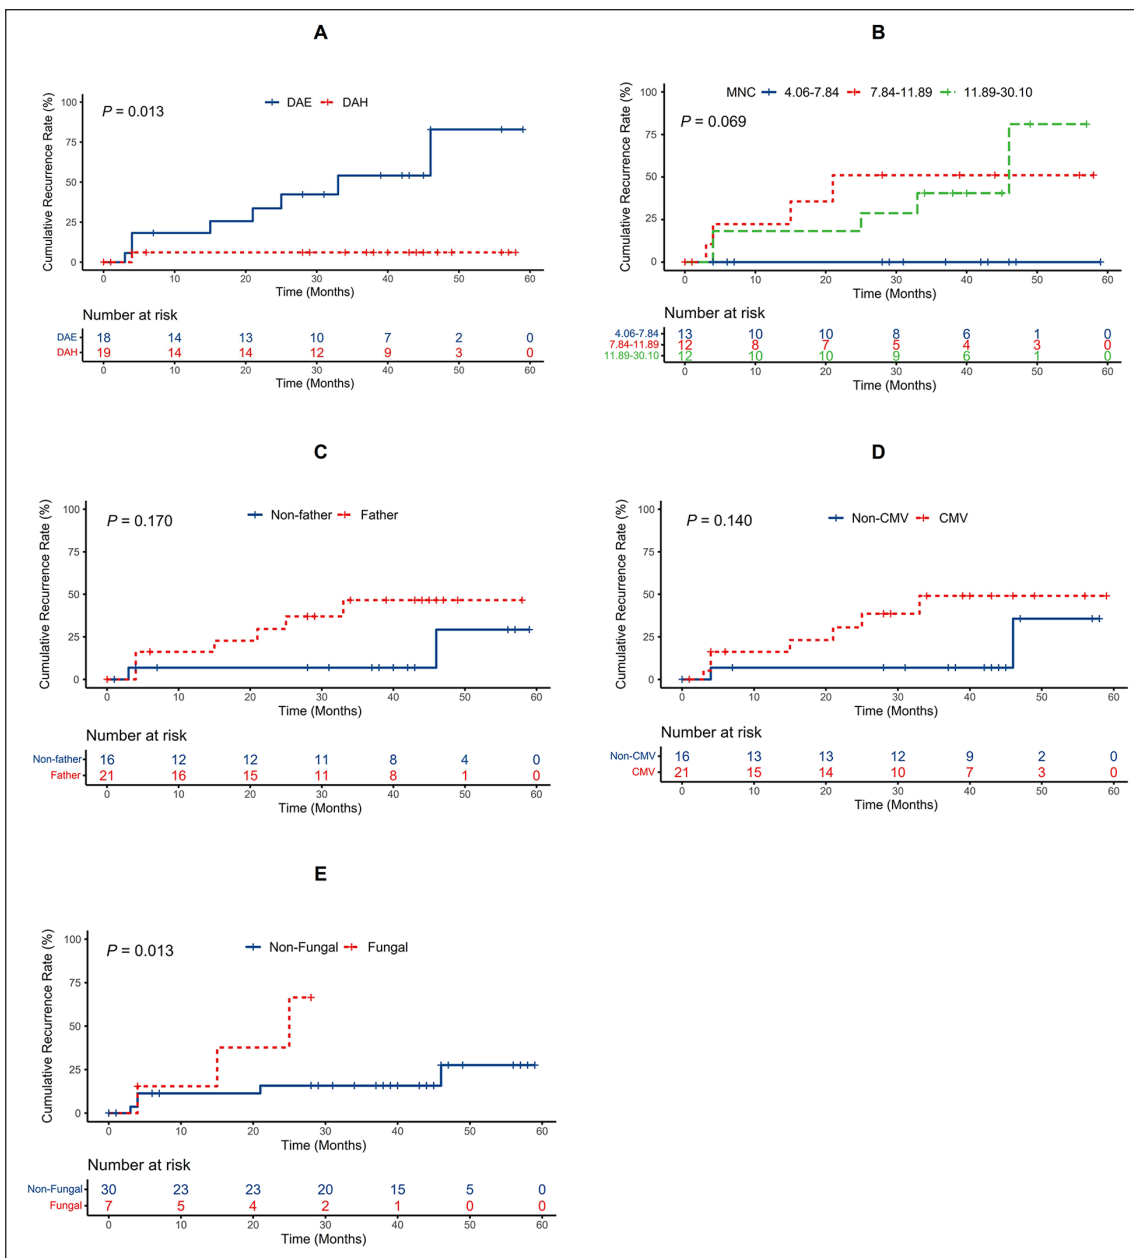 A
Cumulative Recurrence Rate (%)
100
75
50
25
0
P = 0.013
DAE DAH
0 10 20 30 40 50 60
Time (Months)
Number at risk
DAE 18 14 13 10 7 2 0
DAH 19 14 14 12 9 3 0
0 10 20 30 40 50 60
Time (Months)
B
Cumulative Recurrence Rate (%)
100
75
50
25
0
MNC 4.06-7.84 7.84-11.89 11.89-30.10
P = 0.069
0 10 20 30 40 50 60
Time (Months)
Number at risk
4.06-7.84 13 10 10 8 6 1 0
7.84-11.89 12 8 7 5 4 3 0
11.89-30.10 12 10 10 9 6 1 0
0 10 20 30 40 50 60
Time (Months)
C
Cumulative Recurrence Rate (%)
100
75
50
25
0
P = 0.170
Non-father Father
0 10 20 30 40 50 60
Time (Months)
Number at risk
Non-father 16 12 12 11 8 4 0
Father 21 16 15 11 8 1 0
0 10 20 30 40 50 60
Time (Months)
D
Cumulative Recurrence Rate (%)
100
75
50
25
0
P = 0.140
Non-CMV CMV
0 10 20 30 40 50 60
Time (Months)
Number at risk
Non-CMV 16 13 13 12 9 2 0
CMV 21 15 14 10 7 3 0
0 10 20 30 40 50 60
Time (Months)
E
Cumulative Recurrence Rate (%)
100
75
50
25
0
P = 0.013
Non-Fungal Fungal
0 10 20 30 40 50 60
Time (Months)
Number at risk
Non-Fungal 30 23 23 20 15 5 0
Fungal 7 5 4 2 1 0 0
0 10 20 30 40 50 60
Time (Months)